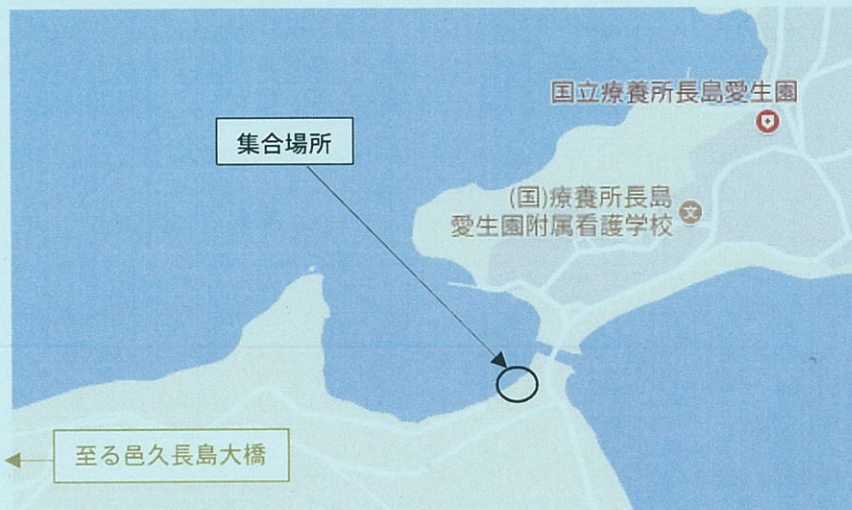 国立療養所長島愛生園
集合場所
(国)療養所長島
愛生園附属看護学校
文
至る邑久長島大橋